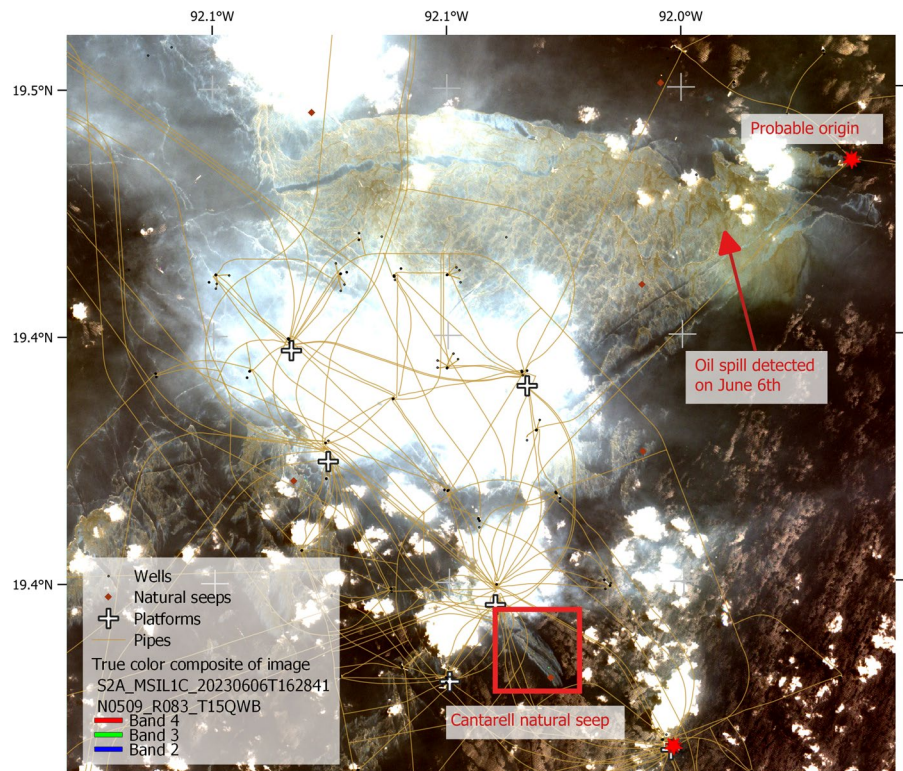 92.1°W 92.1°W 92.0°W
19.5°N
Probable origin
19.4°N
Oil spill detected
on June 6th
19.4°N
Wells
Natural seeps
Platforms
Pipes
True color composite of image
S2A_MSIL1C_20230606T162841
N0509_R083_T15QWB
Band 4
Band 3
Band 2
Cantarell natural seep